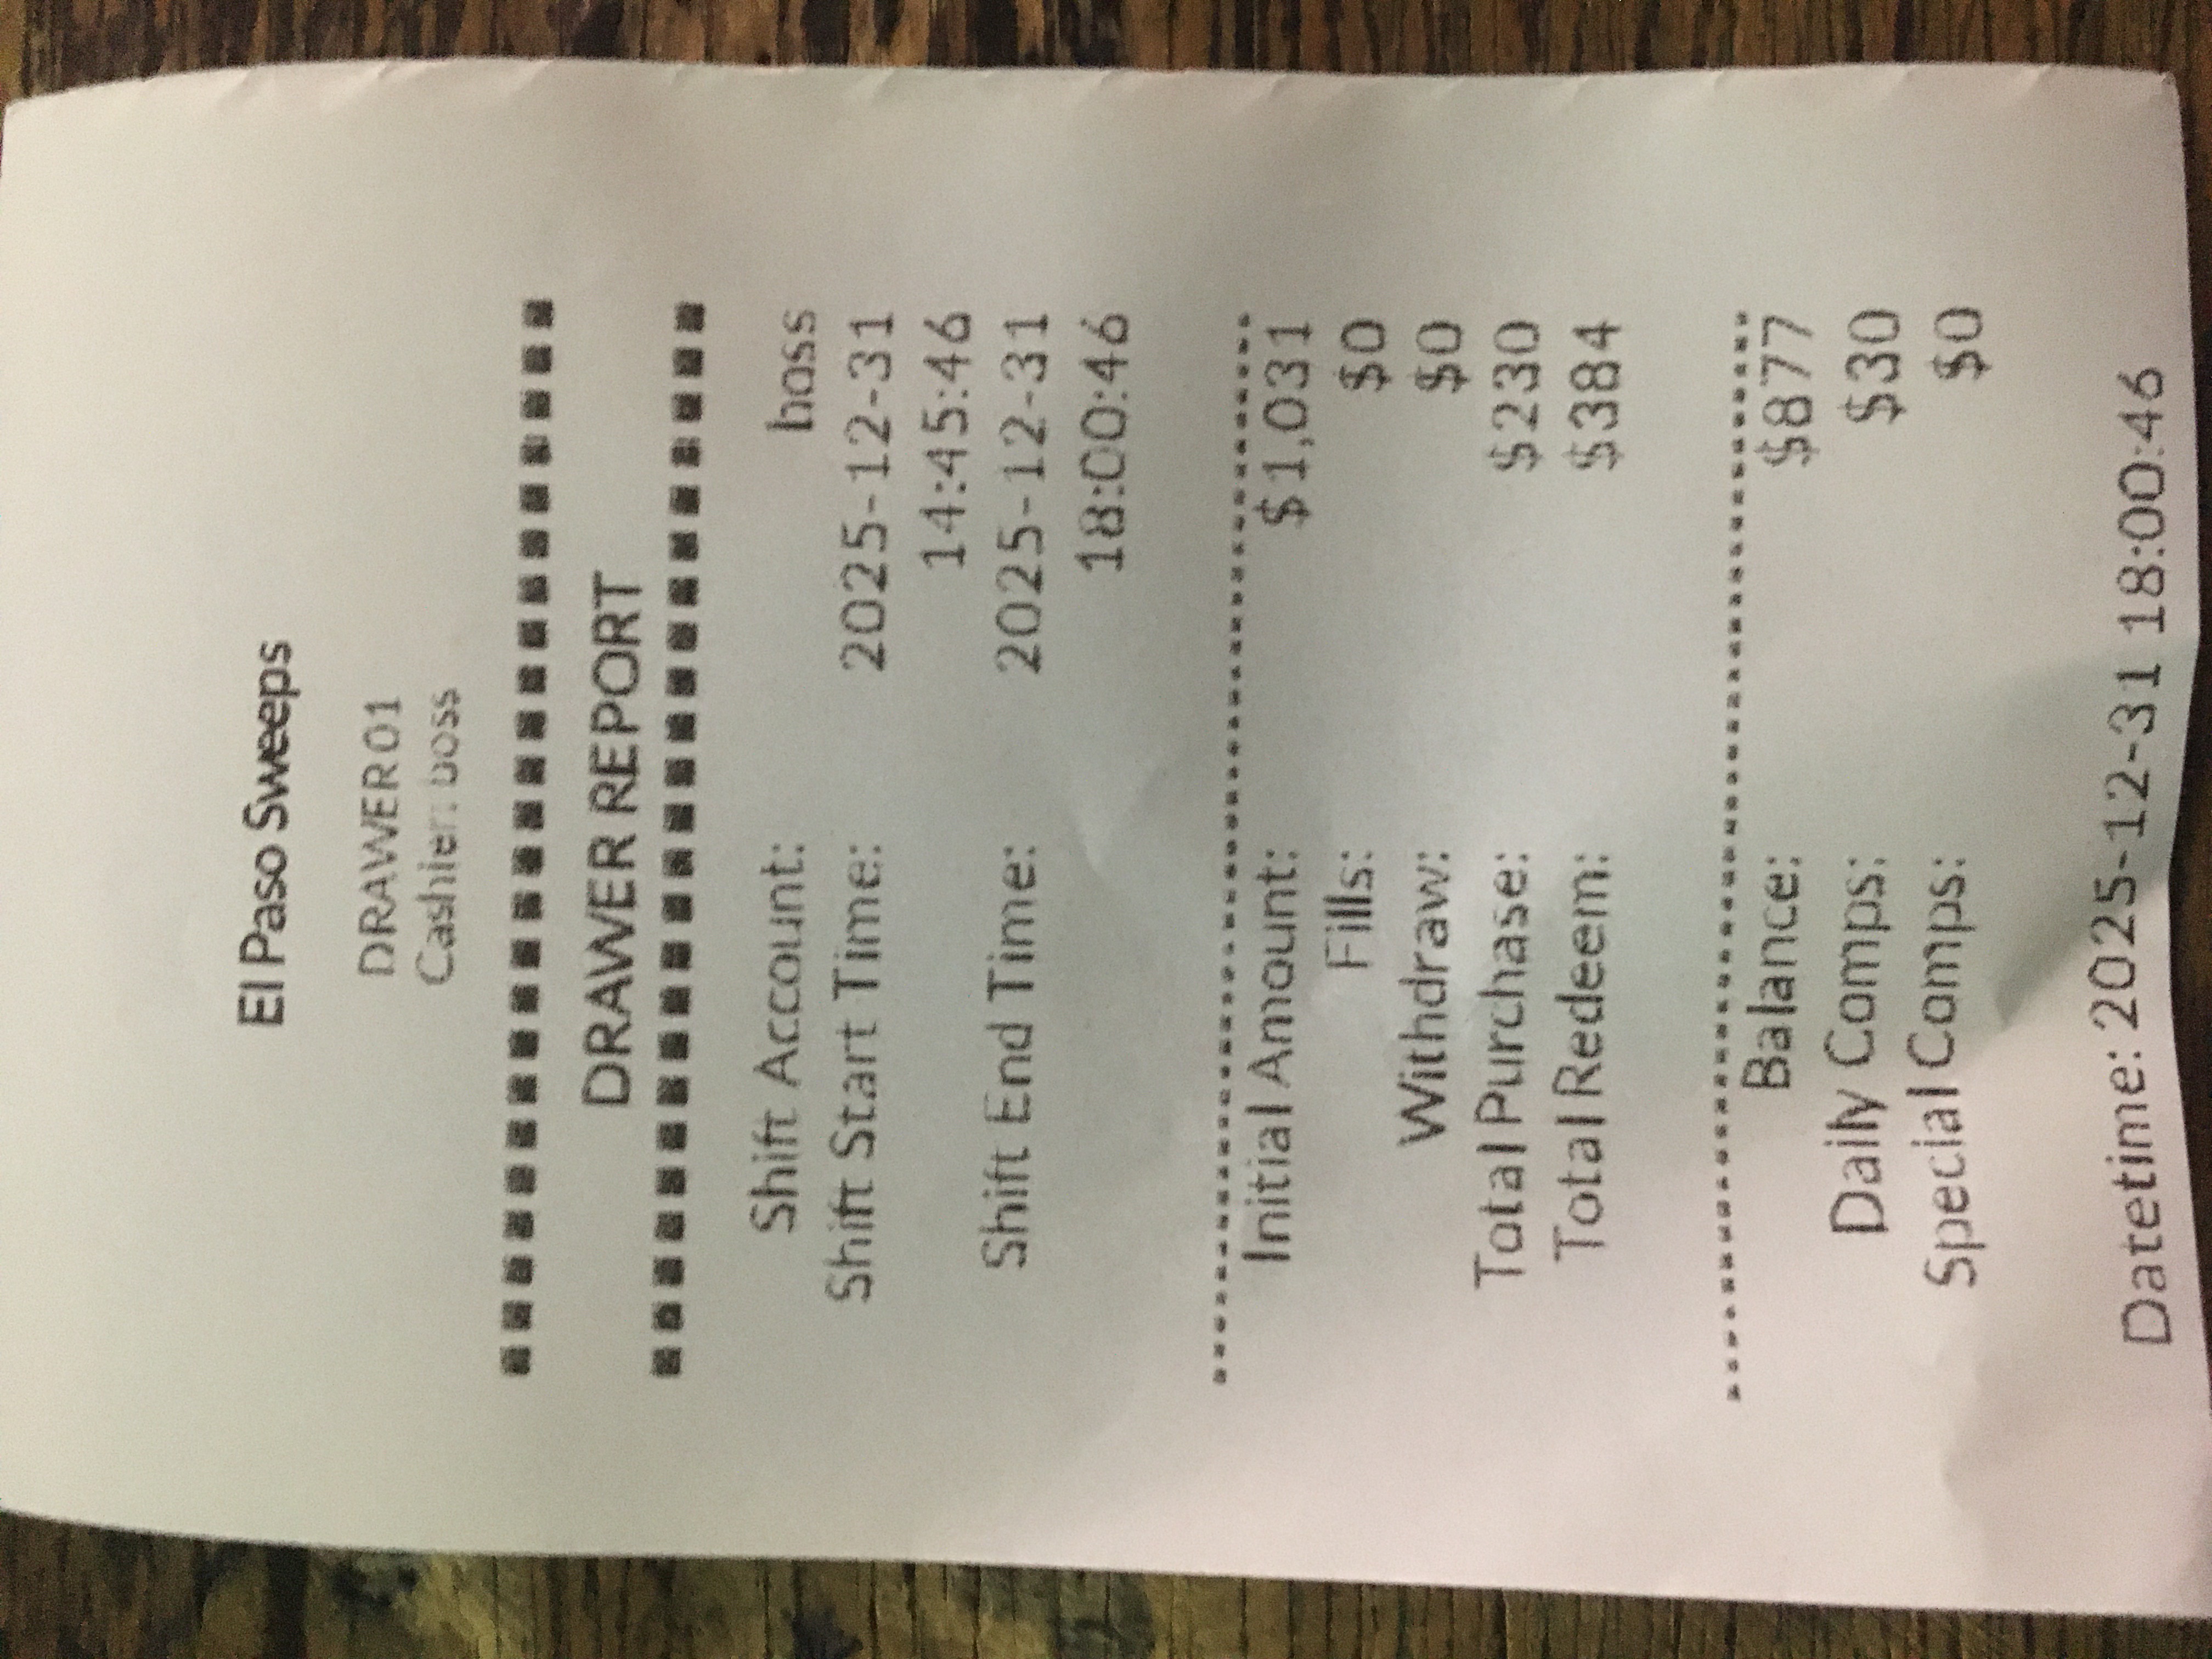 El Paso Sweeps
DRAWER01
Cashier: boss
DRAWER REPORT
Shift Account: boss
Shift Start Time: 2025-12-31
14:45:46
Shift End Time: 2025-12-31
18:00:46
Initial Amount: $1,031
Fills: $0
Withdraw: $0
Total Purchase: $230
Total Redeem: $384
Balance: $877
Daily Comps: $30
Special Comps: $0
Datetime: 2025-12-31 18:00:46